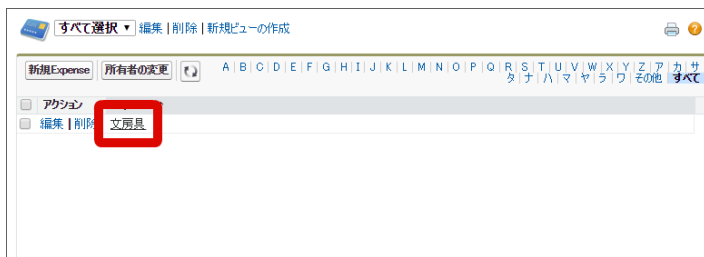 すべて選択 ▼ 編集 | 削除 | 新規ビューの作成
新規Expense 所有者の変更 A | B | C | D | E | F | G | H | I | J | K | L | M | N | O | P | Q | R | S | T | U | V | W | X | Y | Z | ア | カ | サ
タ | ナ | ハ | マ | ヤ | ラ | ワ | その他 | すべて
アクション
編集 | 削除 文房具